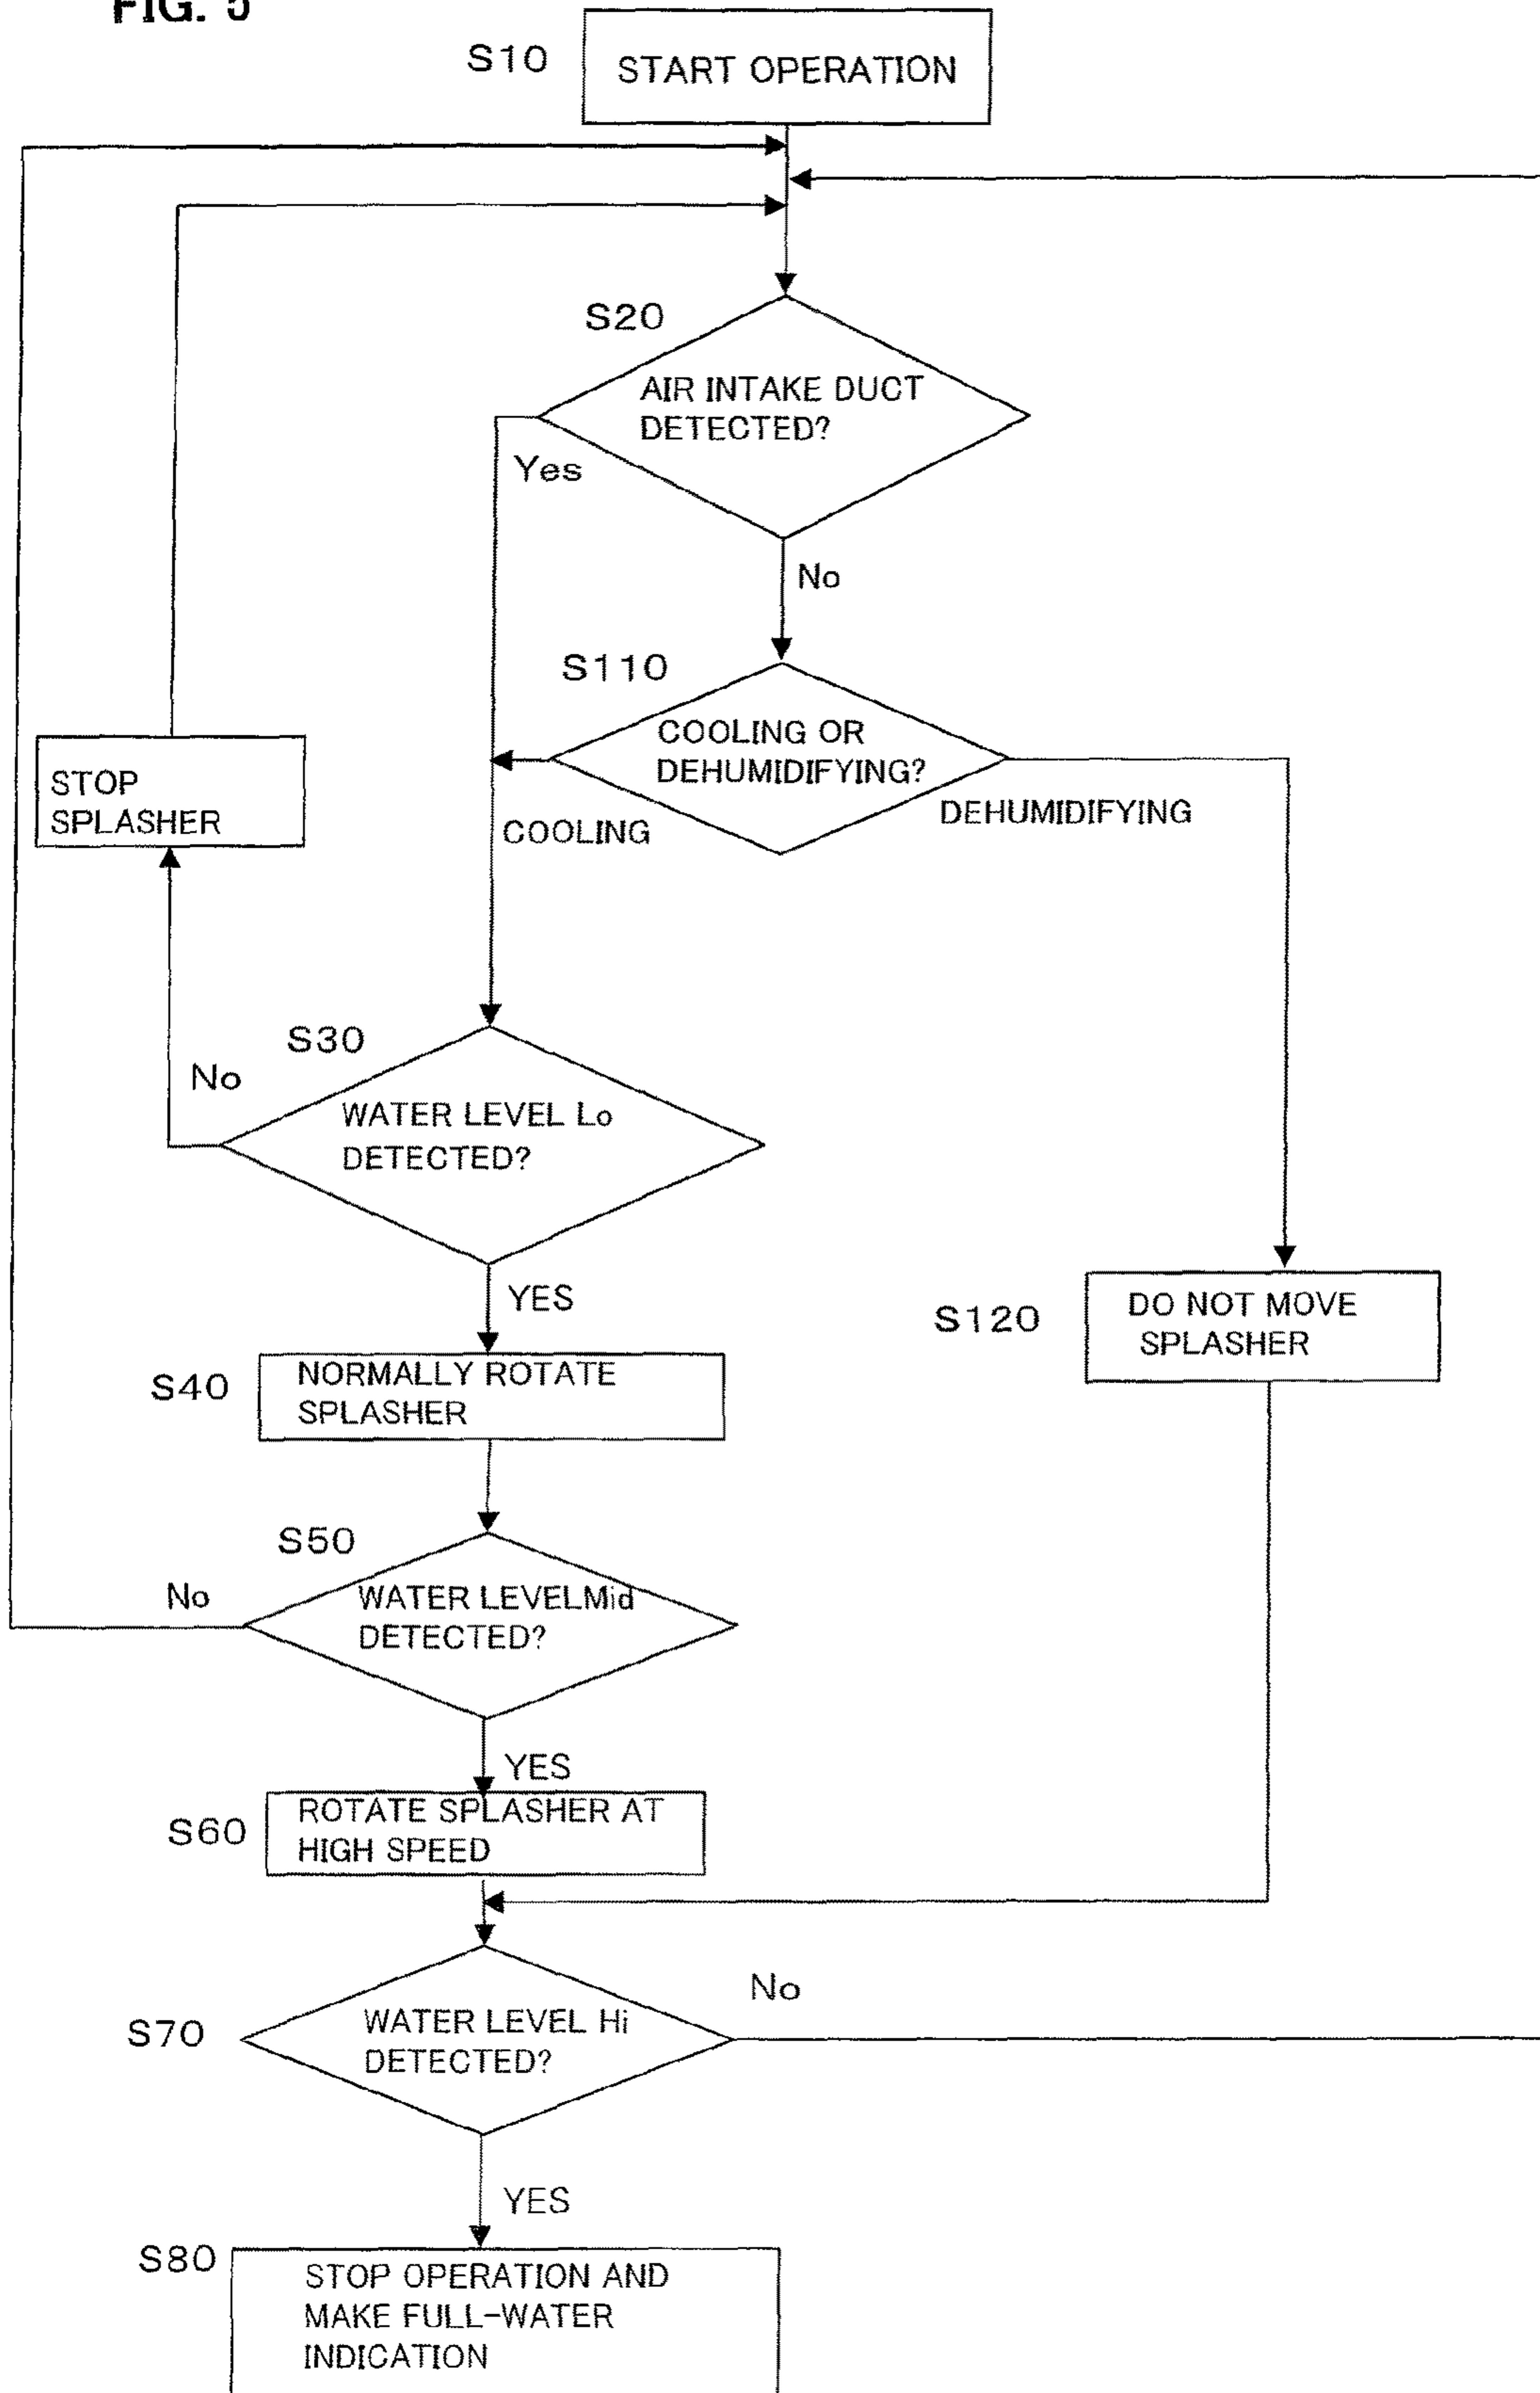 FIG. 5
S10
START OPERATION
S20
AIR INTAKE DUCT
DETECTED?
Yes
No
S110
COOLING OR
DEHUMIDIFYING?
COOLING
DEHUMIDIFYING
STOP
SPLASHER
S30
No
WATER LEVEL Lo
DETECTED?
YES
S120
DO NOT MOVE
SPLASHER
S40
NORMALLY ROTATE
SPLASHER
S50
No
WATER LEVELMid
DETECTED?
YES
S60
ROTATE SPLASHER AT
HIGH SPEED
S70
No
WATER LEVEL Hi
DETECTED?
YES
S80
STOP OPERATION AND
MAKE FULL-WATER
INDICATION